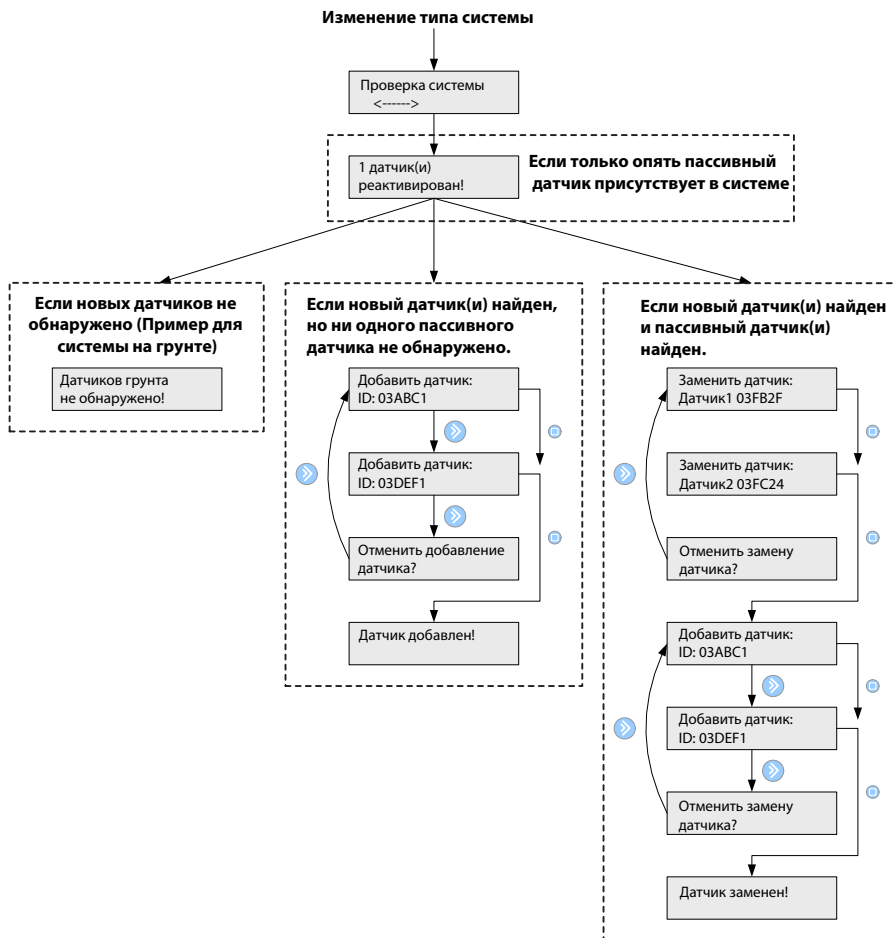 Изменение типа системы
Проверка системы
<------>
1 датчик(и)
реактивирован!
Если только опять пассивный
датчик присутствует в системе
Если новых датчиков не
обнаружено (Пример для
системы на грунте)
Датчиков грунта
не обнаружено!
Если новый датчик(и) найден,
но ни одного пассивного
датчика не обнаружено.
Добавить датчик:
ID: 03ABC1
Добавить датчик:
ID: 03DEF1
Отменить добавление
датчика?
Датчик добавлен!
Если новый датчик(и) найден
и пассивный датчик(и)
найден.
Заменить датчик:
Датчик1 03FB2F
Заменить датчик:
Датчик2 03FC24
Отменить замену
датчика?
Добавить датчик:
ID: 03ABC1
Добавить датчик:
ID: 03DEF1
Отменить замену
датчика?
Датчик заменен!